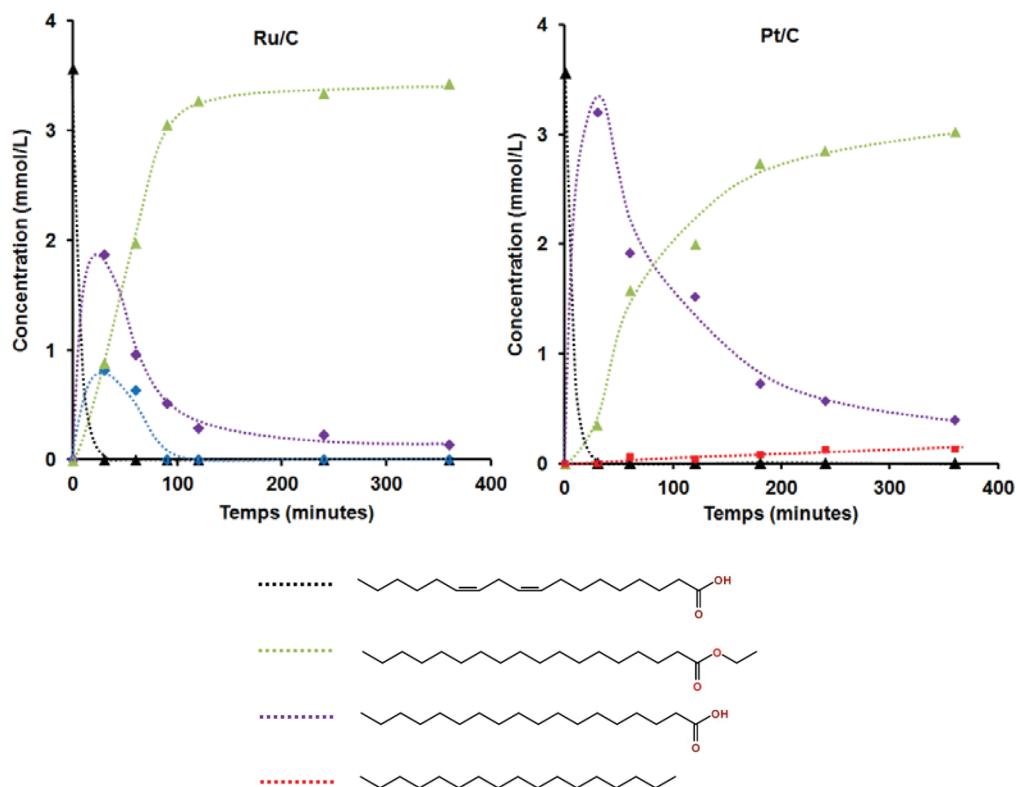 Ru/C
Concentration (mmol/L)
4
3
2
1
0
0 100 200 300 400
Temps (minutes)
Pt/C
Concentration (mmol/L)
4
3
2
1
0
0 100 200 300 400
Temps (minutes)
OH
O
O
O
OH
O